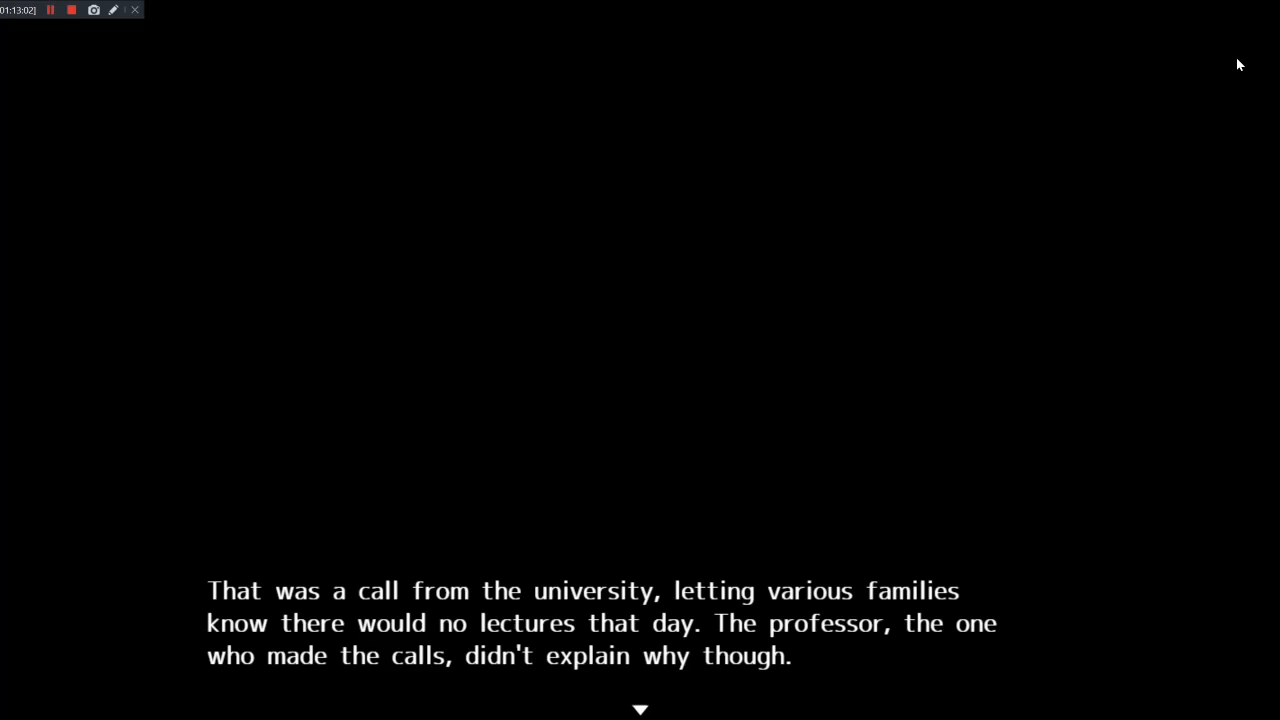 01:13:02]
That was a call from the university, letting various families
know there would no lectures that day. The professor, the one
who made the calls, didn't explain why though.